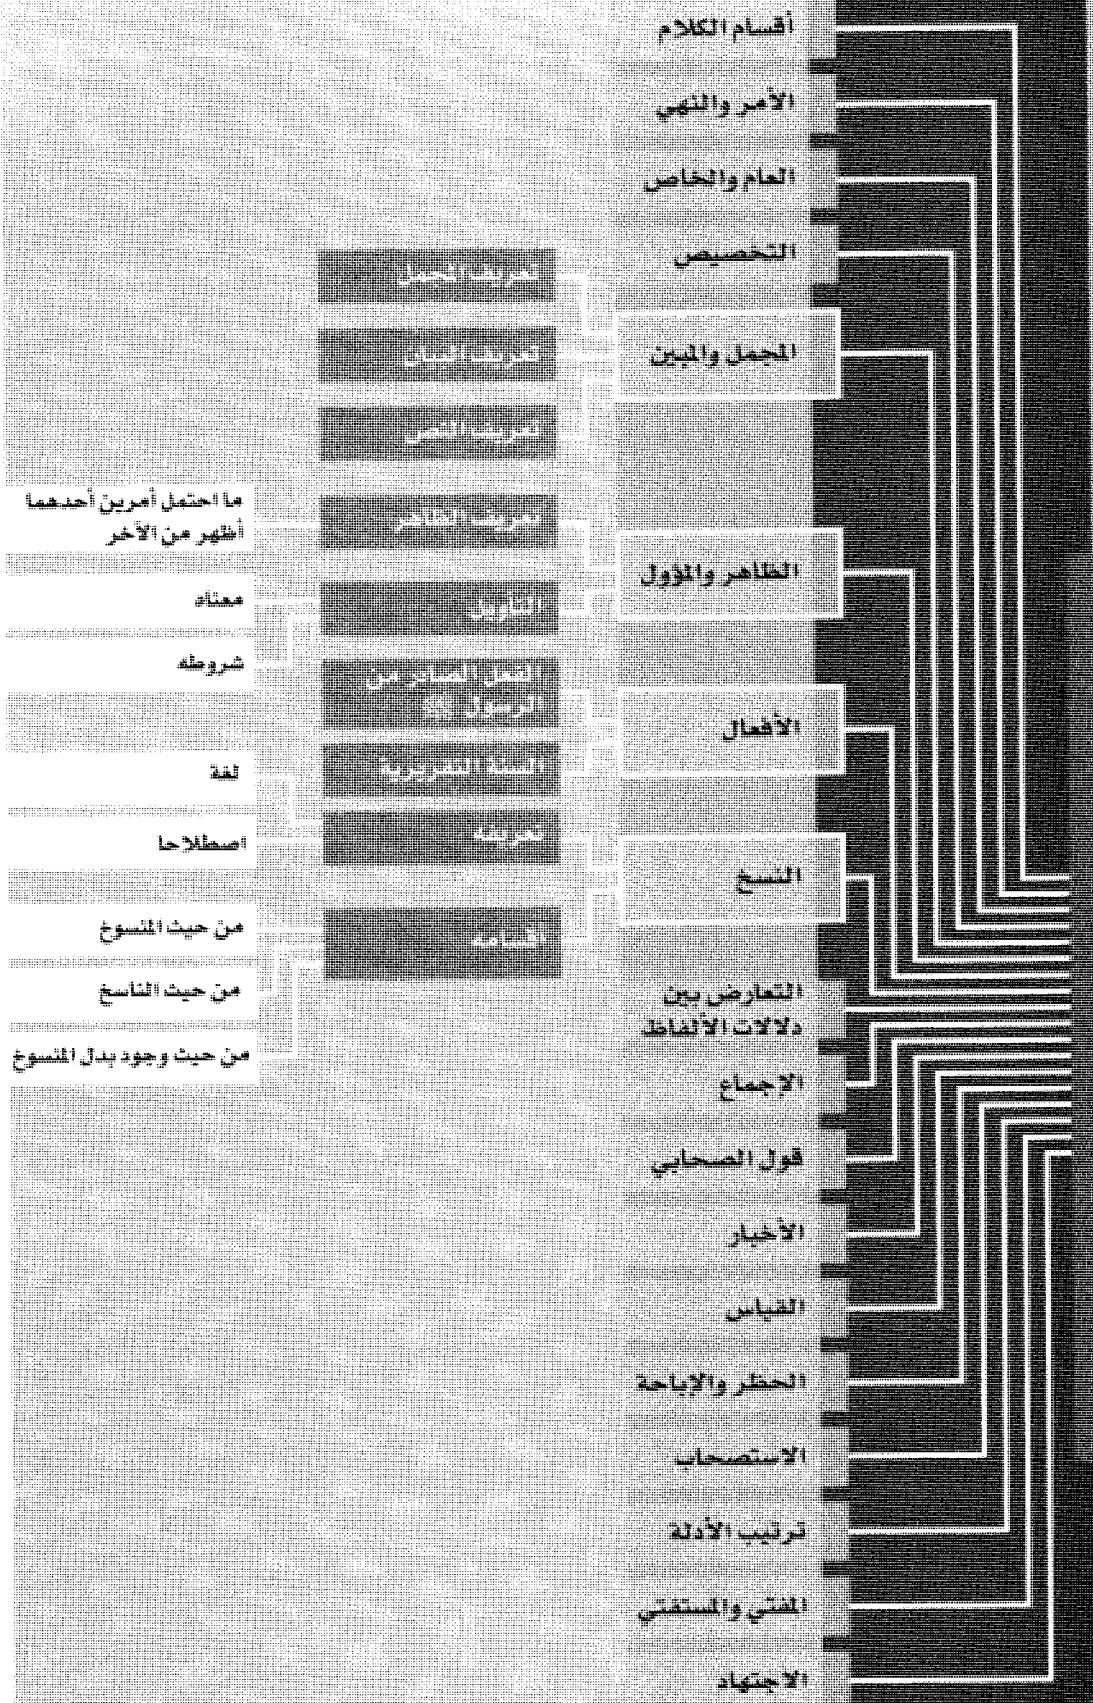 أقسام الكلام
الأمر والنهي
العام والخاص
التخصيص
المجمل والمبين
تعريف المجمل
تعريف البيان
تعريف النص
الظاهر والمؤول
تعريف الظاهر
ما احتمل أمرين أحدهما
أظهر من الآخر
التأويل
معناه
شروطه
الأفعال
الفعل الصادر من
الرسول ﷺ
السنة التقريرية
النسخ
تعريفه
لغة
اصطلاحا
أقسامه
من حيث المنسوخ
من حيث الناسخ
من حيث وجود بدل المنسوخ
التعارض بين
دلالات الألفاظ
الإجماع
قول الصحابي
الأخبار
القياس
الحظر والإباحة
الاستصحاب
ترتيب الأدلة
المفتي والمستفتي
الاجتهاد